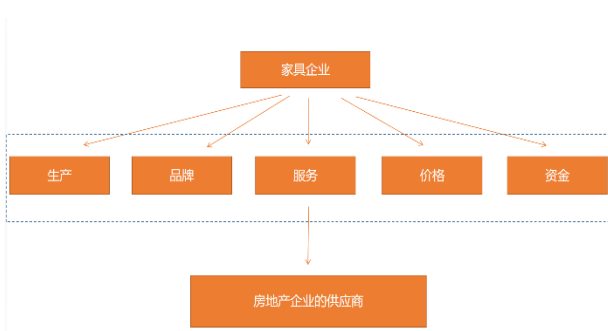 家具企业
生产
品牌
服务
价格
资金
房地产企业的供应商